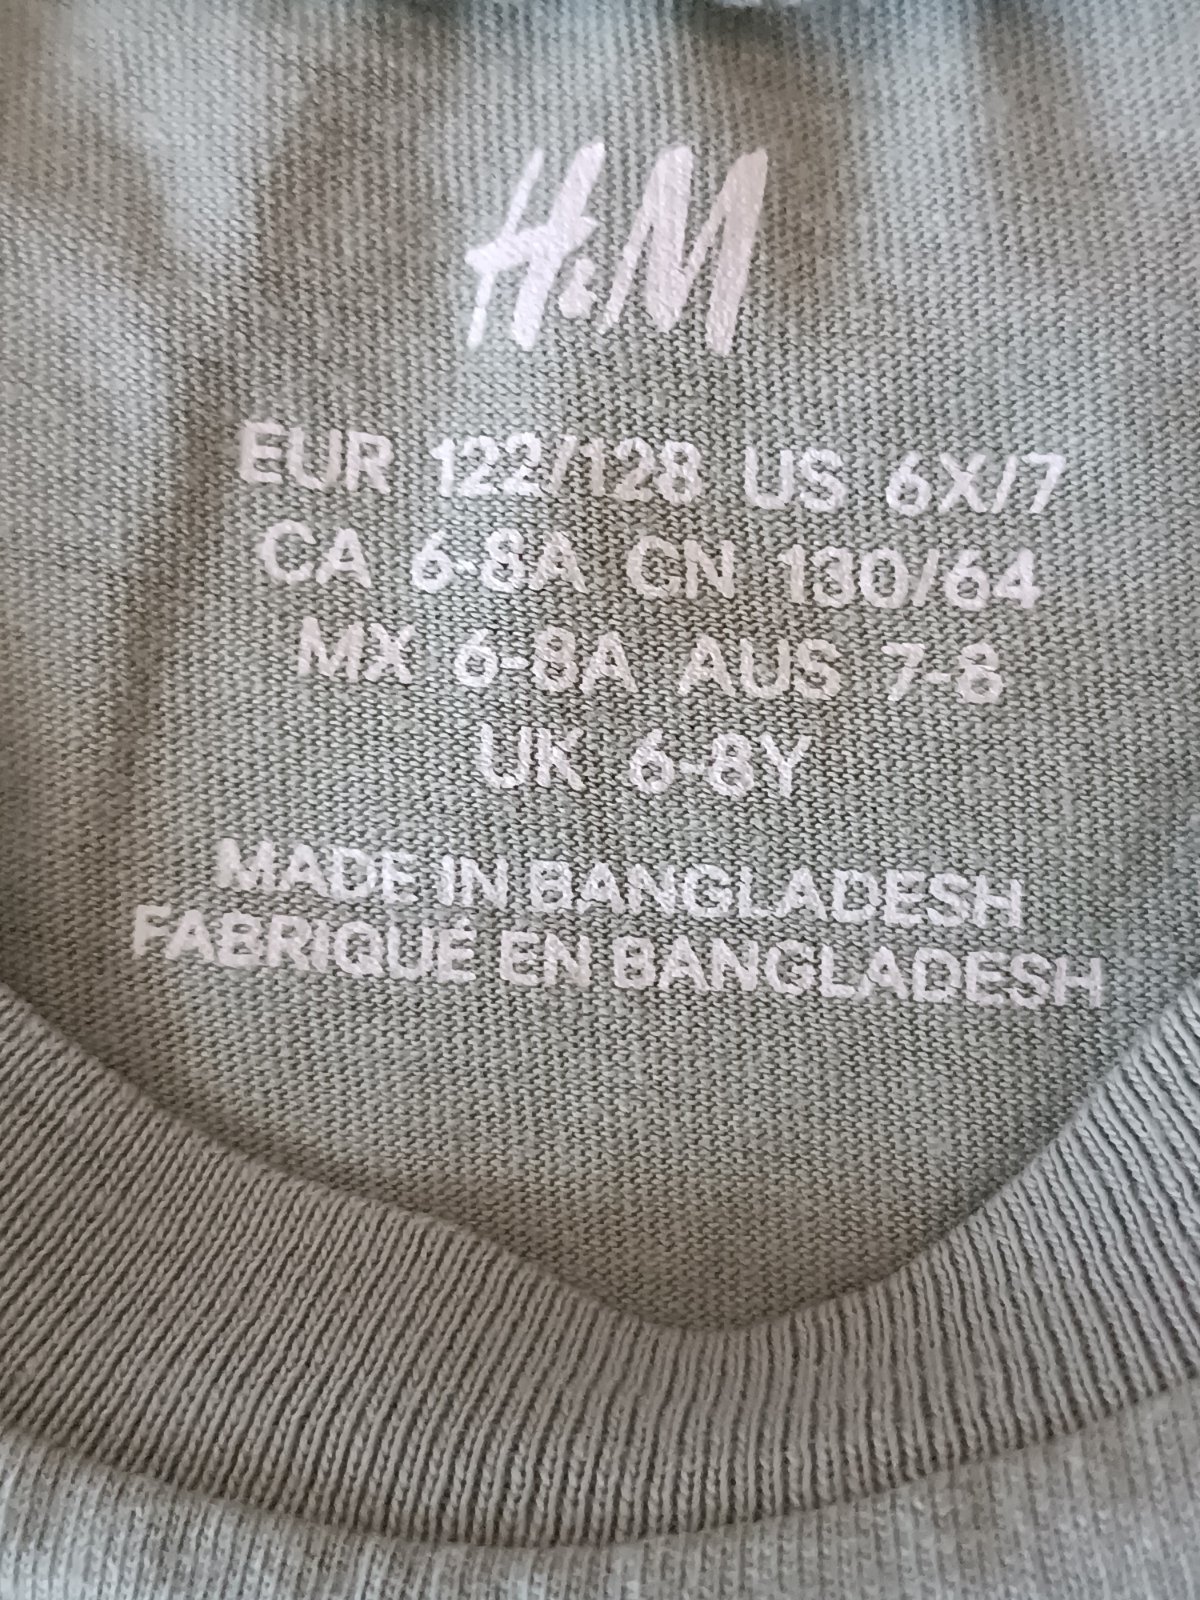 H&M
EUR 122/128 US 6X/7
CA 6-8A CN 130/64
MX 6-8A AUS 7-8
UK 6-8Y
MADE IN BANGLADESH
FABRIQUÉ EN BANGLADESH